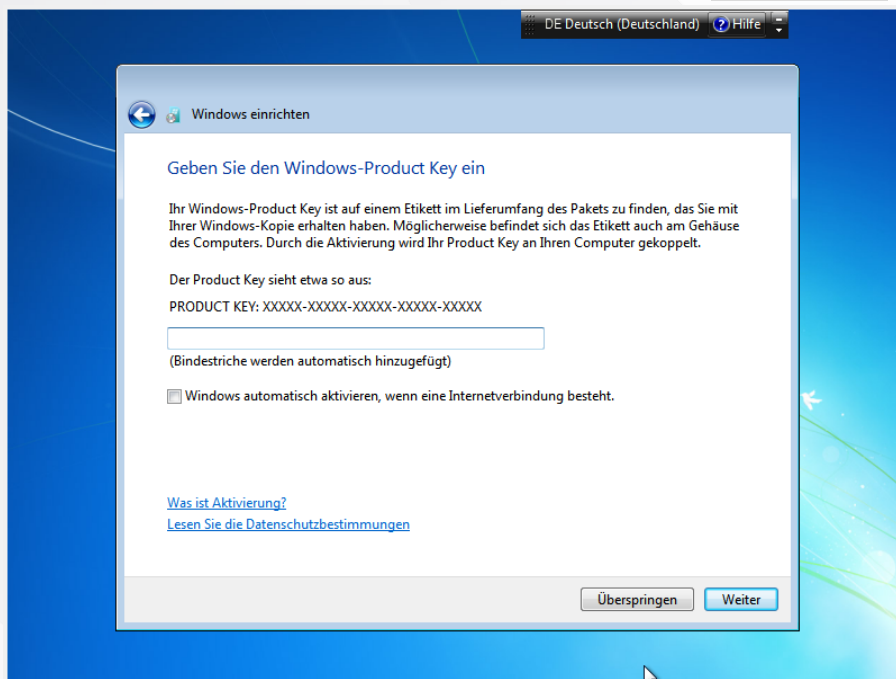 DE Deutsch (Deutschland) ? Hilfe
Windows einrichten
Geben Sie den Windows-Product Key ein
Ihr Windows-Product Key ist auf einem Etikett im Lieferumfang des Pakets zu finden, das Sie mit
Ihrer Windows-Kopie erhalten haben. Möglicherweise befindet sich das Etikett auch am Gehäuse
des Computers. Durch die Aktivierung wird Ihr Product Key an Ihren Computer gekoppelt.
Der Product Key sieht etwa so aus:
PRODUCT KEY: XXXXX-XXXXX-XXXXX-XXXXX-XXXXX
(Bindestriche werden automatisch hinzugefügt)
Windows automatisch aktivieren, wenn eine Internetverbindung besteht.
Was ist Aktivierung?
Lesen Sie die Datenschutzbestimmungen
Überspringen Weiter